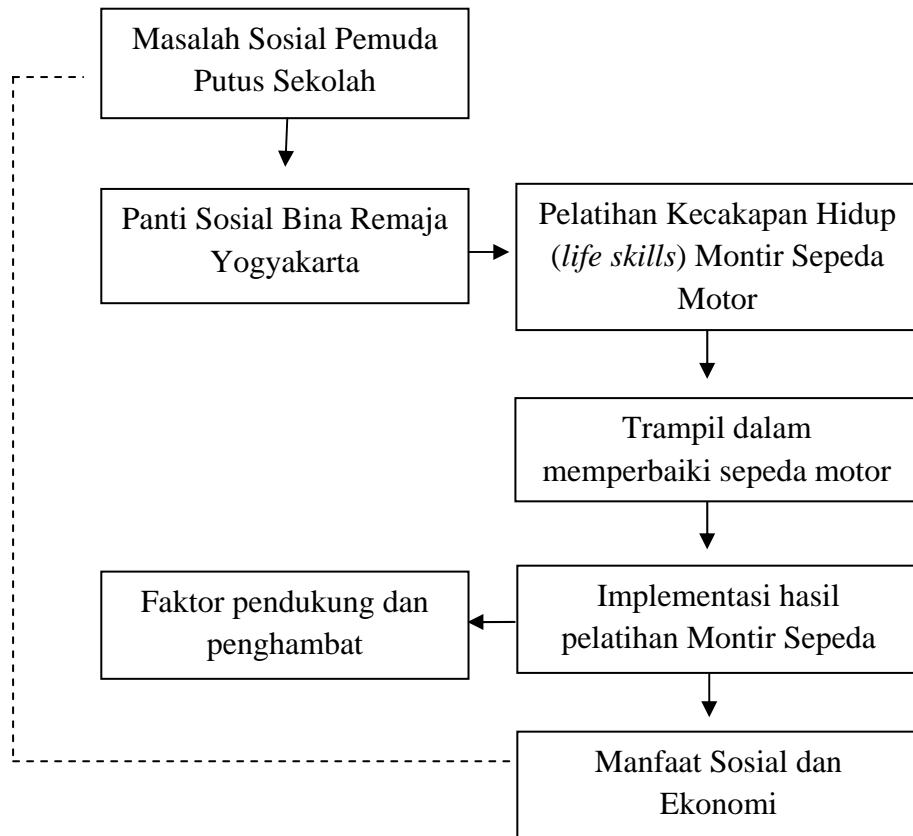 Masalah Sosial Pemuda
Putus Sekolah
Panti Sosial Bina Remaja
Yogyakarta
Pelatihan Kecakapan Hidup
(life skills) Montir Sepeda
Motor
Trampil dalam
memperbaiki sepeda motor
Faktor pendukung dan
penghambat
Implementasi hasil
pelatihan Montir Sepeda
Manfaat Sosial dan
Ekonomi